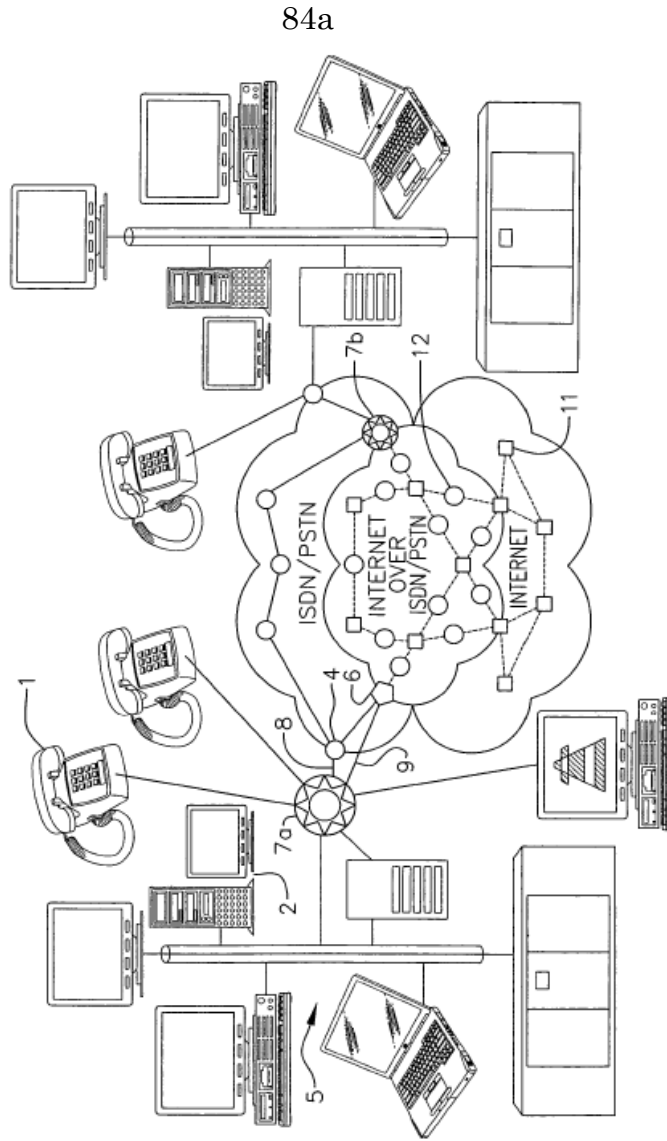 84a
1
2
5
7a
8
9
4
6
ISDN/PSTN
INTERNET
OVER
ISDN/PSTN
INTERNET
7b
12
11